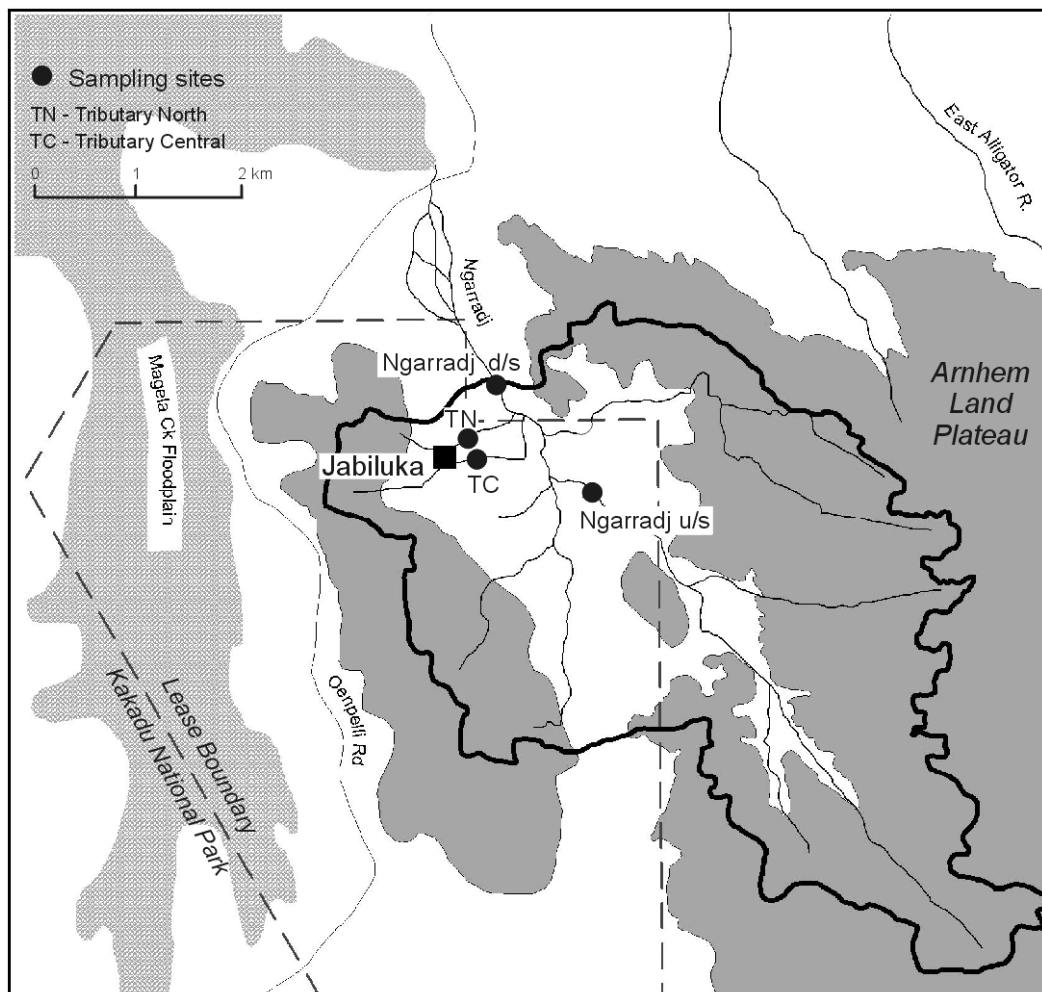 Sampling sites
TN - Tributary North
TC - Tributary Central
0 1 2 km
East Alligator R.
Ngarradj
Ngarradj d/s
Arnhem
Land
Plateau
Mageta Ck Floodplain
TN
Jabiluka
TC
Ngarradj u/s
Oenpelli Rd
Lease Boundary
Kakadu National Park